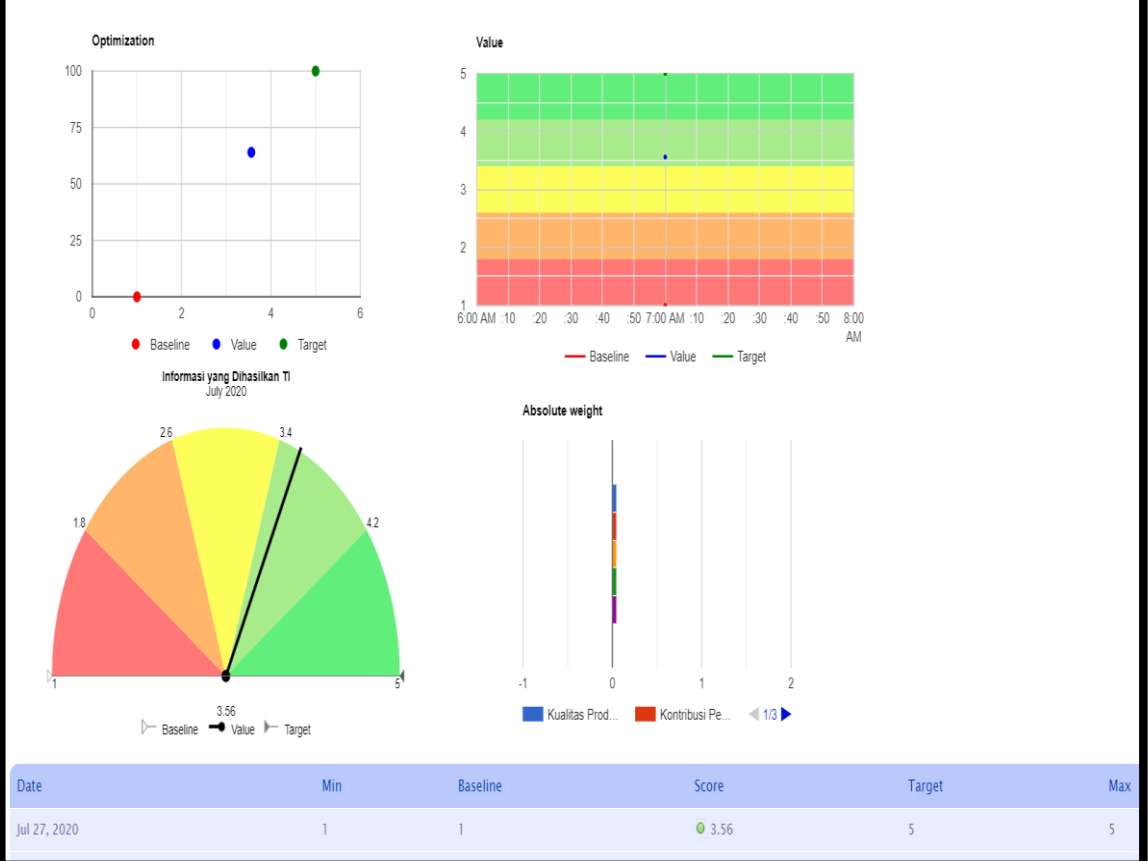 Optimization
100
75
50
25
0
0 2 4 6
Baseline Value Target
Value
5
4
3
2
1
6:00 AM :10 :20 :30 :40 :50 7:00 AM :10 :20 :30 :40 :50 8:00
AM
Baseline Value Target
Informasi yang Dihasilkan TI
July 2020
2.6 3.4
1.8 4.2
1 5
3.56
Baseline Value Target
Absolute weight
-1 0 1 2
Kualitas Prod... Kontribusi Pe... 1/3
Date Min Baseline Score Target Max
Jul 27, 2020 1 1 3.56 5 5